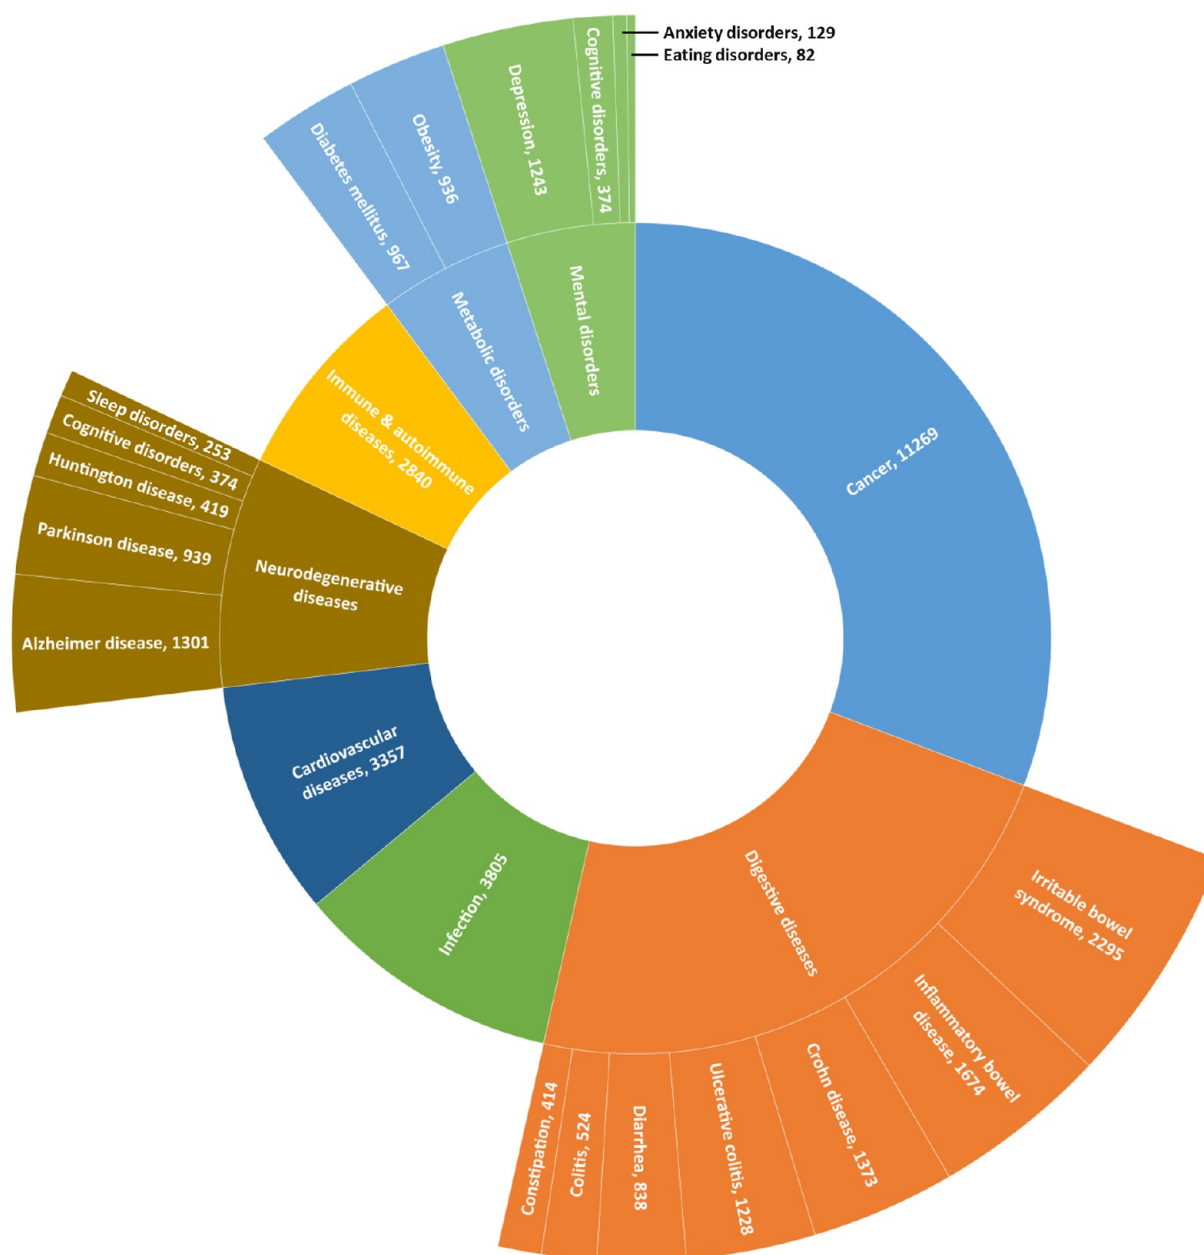 Anxiety disorders, 129
Eating disorders, 82
Cognitive disorders, 374
Depression, 1243
Obesity, 936
Diabetes mellitus, 967
Mental disorders
Metabolic disorders
Immune & autoimmune
diseases, 2840
Cancer, 11269
Sleep disorders, 253
Cognitive disorders, 374
Huntington disease, 419
Parkinson disease, 939
Alzheimer disease, 1301
Neurodegenerative
diseases
Cardiovascular
diseases, 3357
Infection, 3805
Digestive diseases
Irritable bowel
syndrome, 2295
Inflammatory bowel
disease, 1674
Crohn disease, 1373
Ulcerative colitis, 1228
Diarrhea, 838
Colitis, 524
Constipation, 414